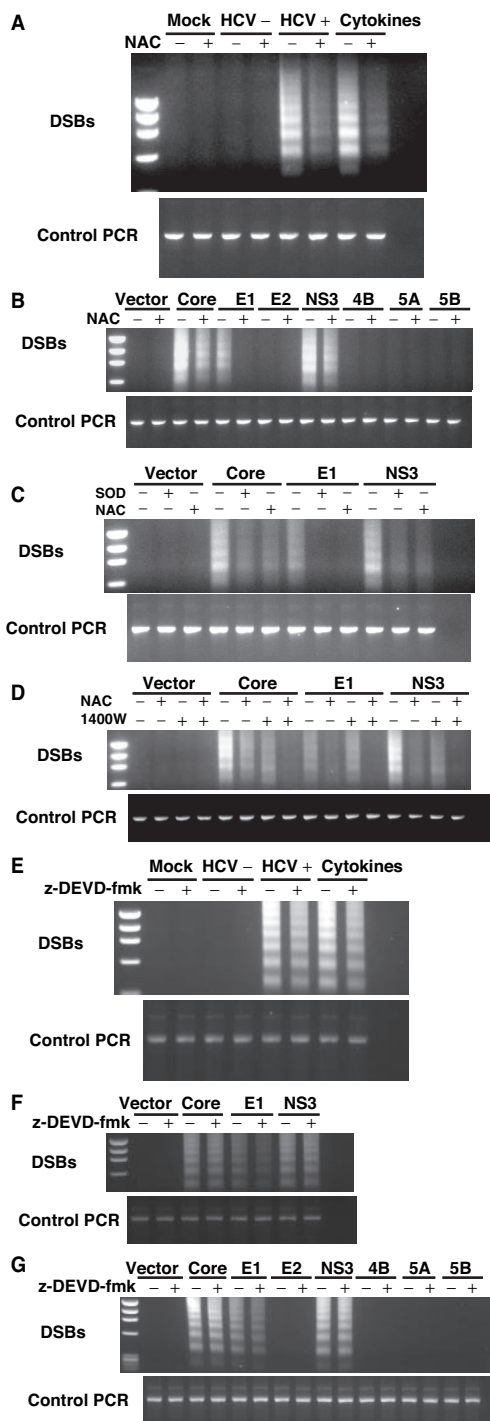 A
Mock HCV − HCV + Cytokines
NAC − + − + − + − +
DSBs
Control PCR
B
Vector Core E1 E2 NS3 4B 5A 5B
NAC − + − + − + − + − + − + − + − +
DSBs
Control PCR
C
Vector Core E1 NS3
SOD − + − − + − − + − − + −
NAC − − + − − + − − + − − +
DSBs
Control PCR
D
Vector Core E1 NS3
NAC − + − + − + − + − + − + − + − +
1400W − − + + − − + + − − + + − − + +
DSBs
Control PCR
E
Mock HCV − HCV + Cytokines
z-DEVD-fmk − + − + − + − +
DSBs
Control PCR
F
Vector Core E1 NS3
z-DEVD-fmk − + − + − + − +
DSBs
Control PCR
G
Vector Core E1 E2 NS3 4B 5A 5B
z-DEVD-fmk − + − + − + − + − + − + − + − +
DSBs
Control PCR